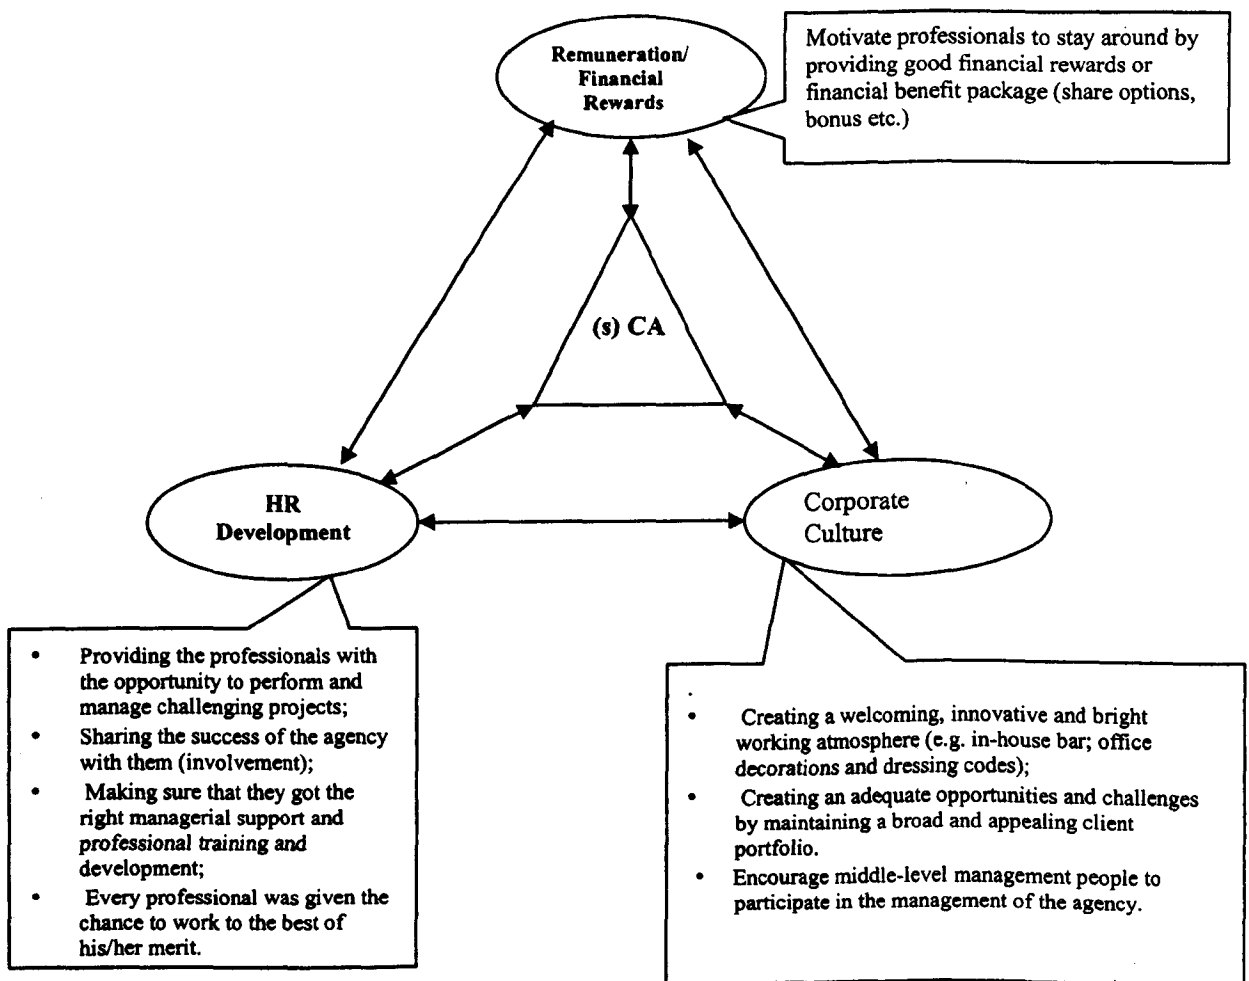 Remuneration/
Financial
Rewards
Motivate professionals to stay around by
providing good financial rewards or
financial benefit package (share options,
bonus etc.)
(s) CA
HR
Development
Corporate
Culture
• Providing the professionals with
the opportunity to perform and
manage challenging projects;
• Sharing the success of the agency
with them (involvement);
• Making sure that they got the
right managerial support and
professional training and
development;
• Every professional was given the
chance to work to the best of
his/her merit.
.
• Creating a welcoming, innovative and bright
working atmosphere (e.g. in-house bar; office
decorations and dressing codes);
• Creating an adequate opportunities and challenges
by maintaining a broad and appealing client
portfolio.
• Encourage middle-level management people to
participate in the management of the agency.